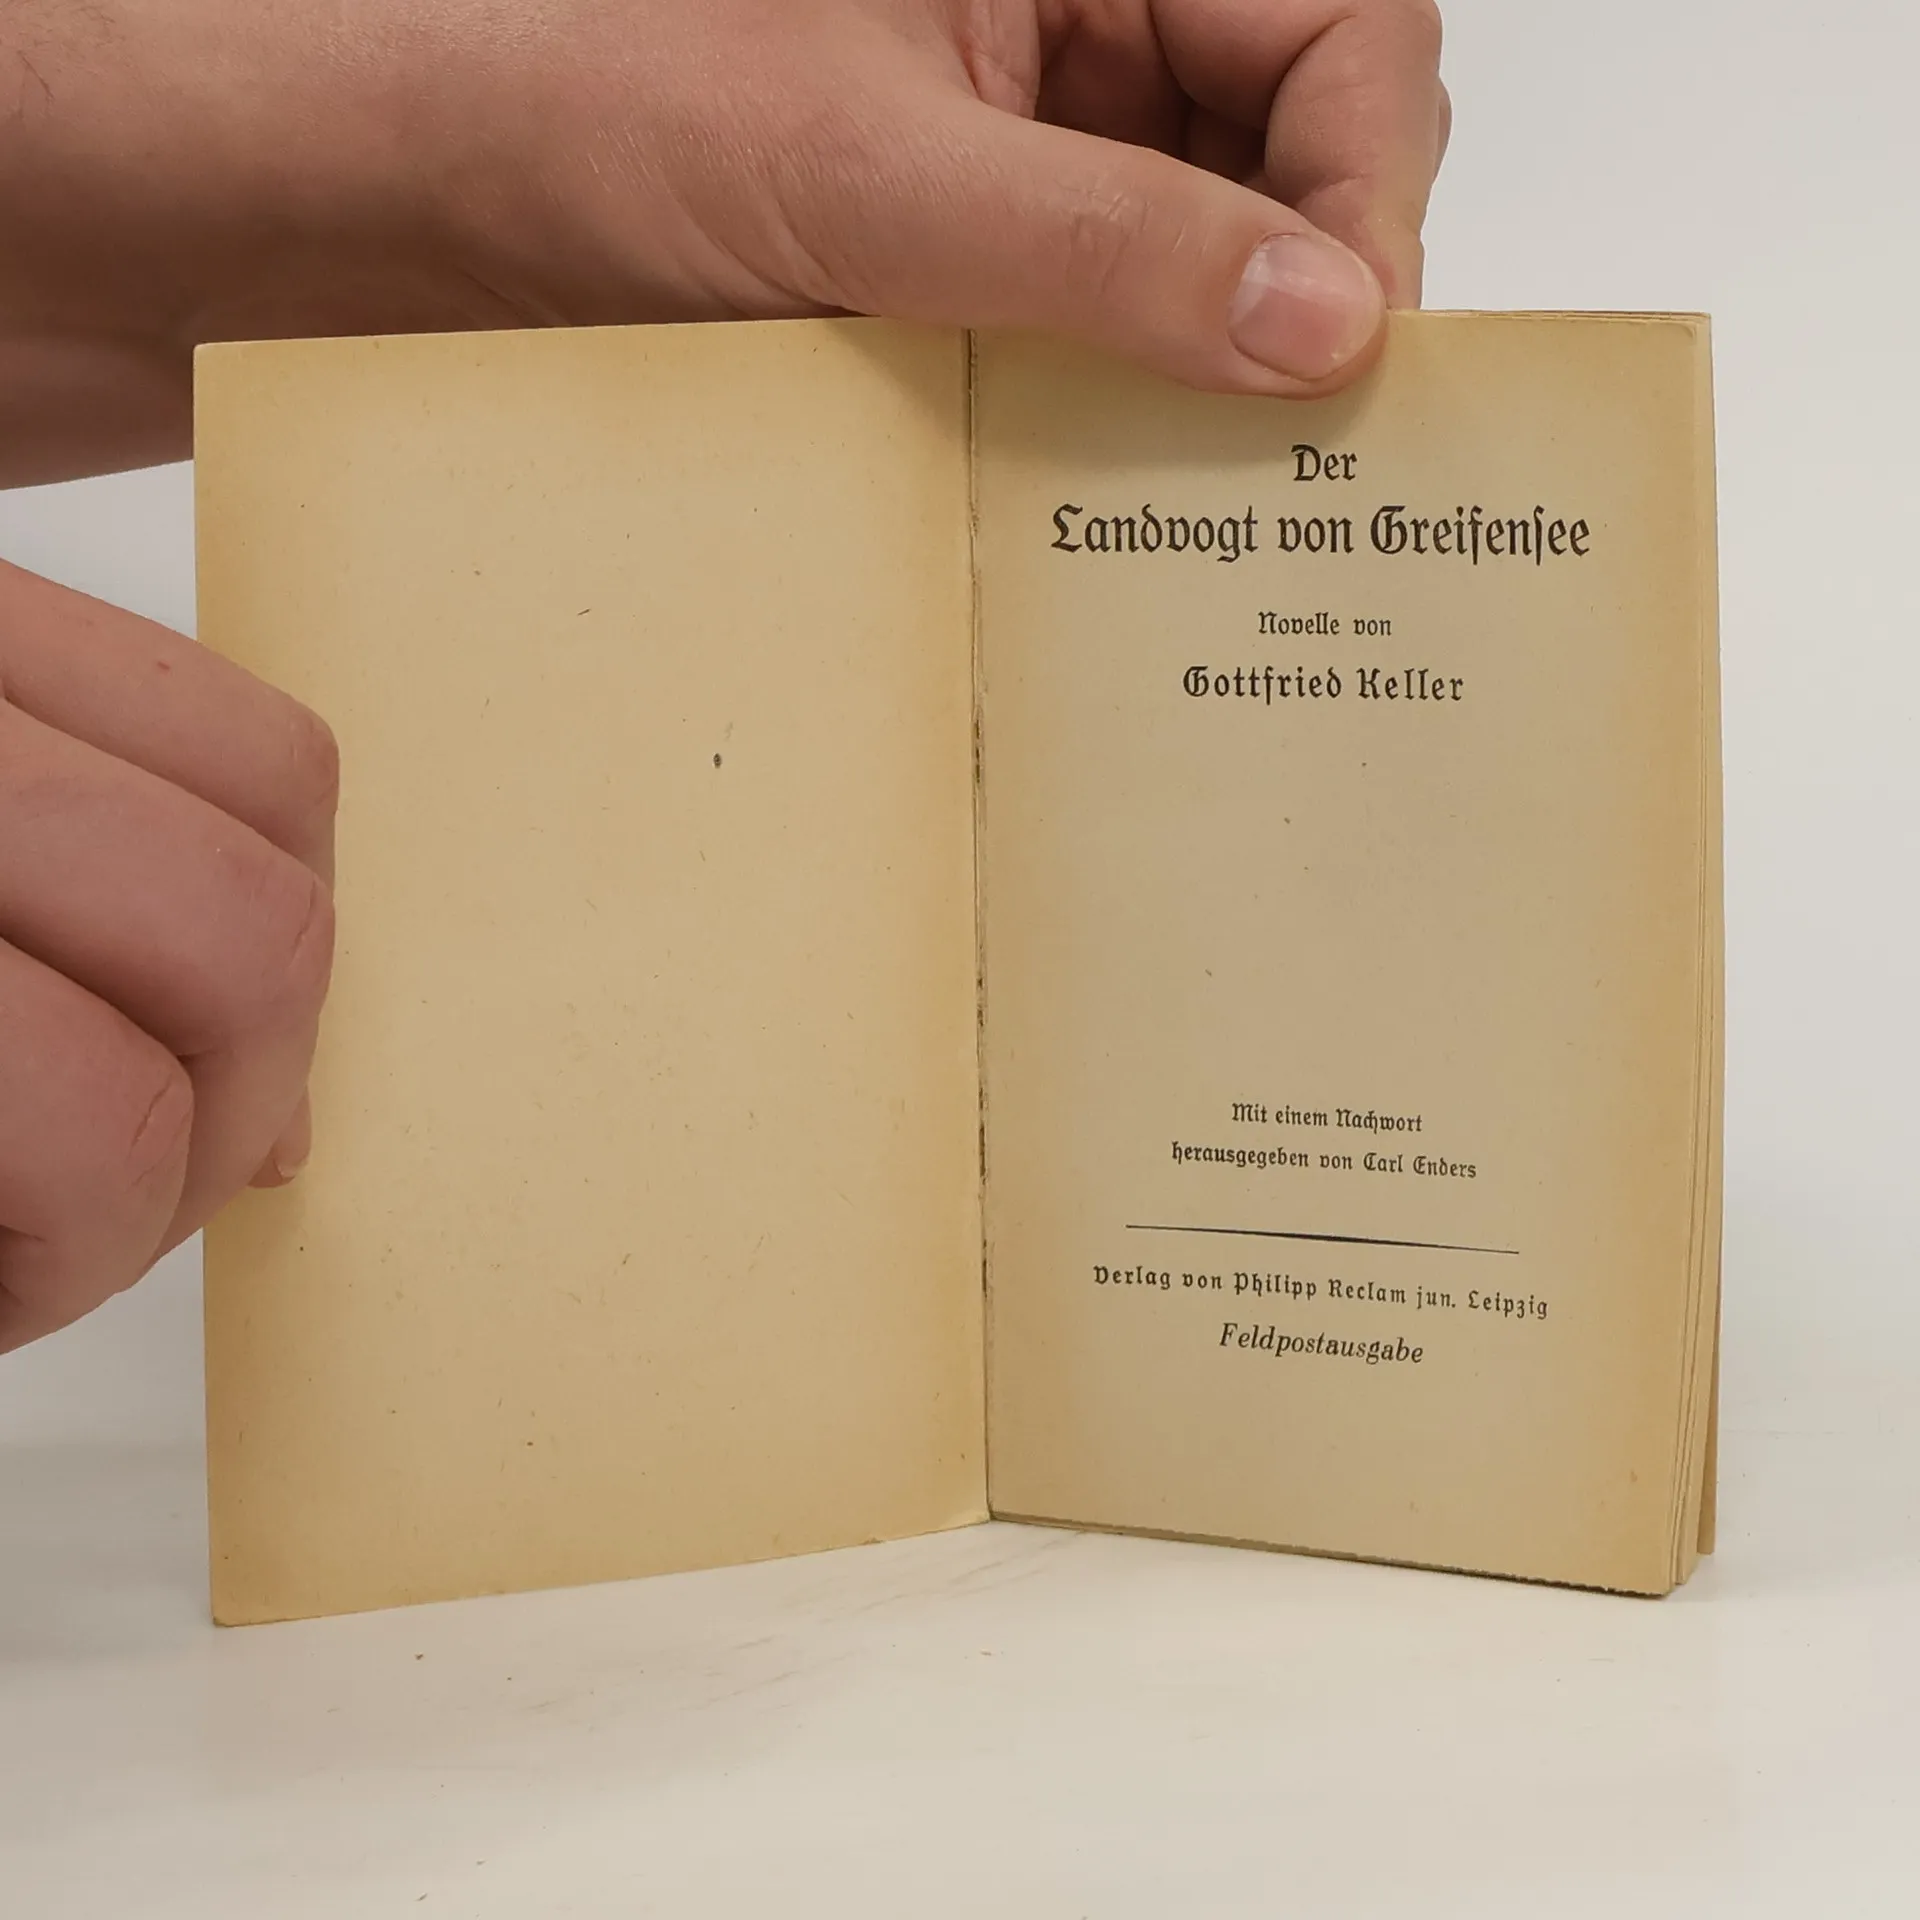 Der
Landvogt von Greifensee
Novelle von
Gottfried Keller
Mit einem Nachwort
herausgegeben von Carl Enders
Verlag von Philipp Reclam jun. Leipzig
Feldpostausgabe